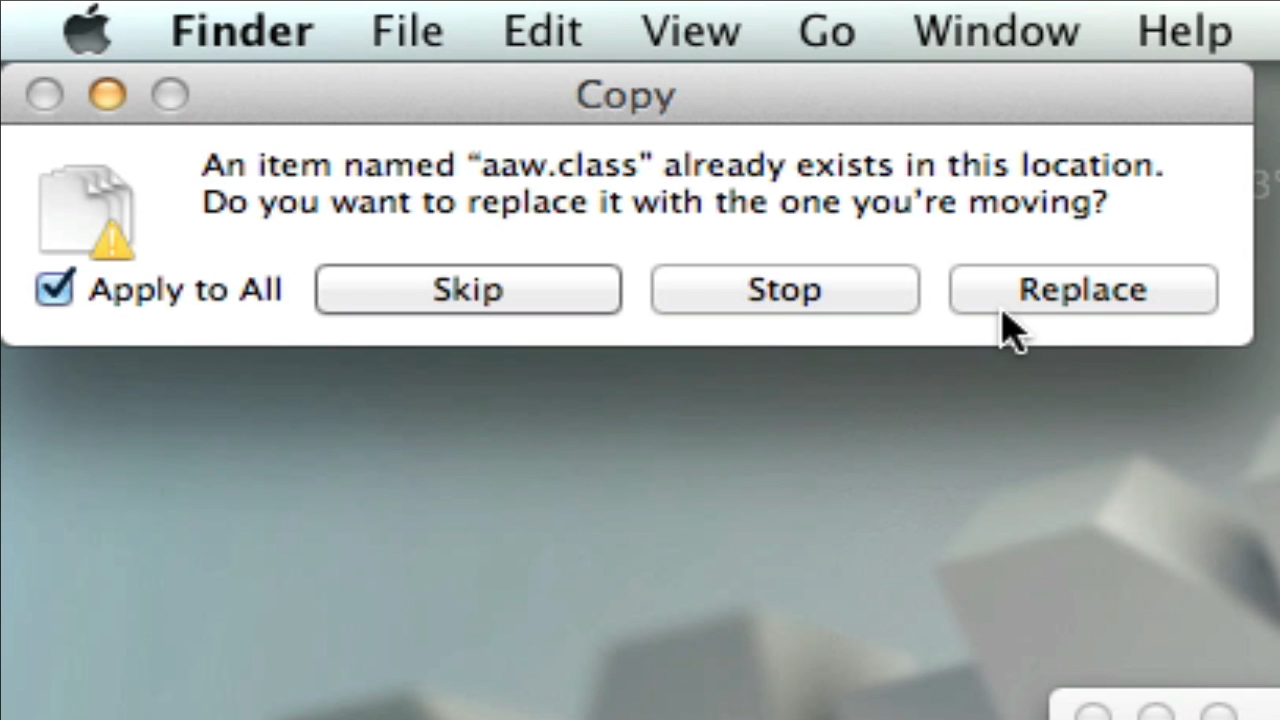 Finder File Edit View Go Window Help
Copy
An item named “aaw.class” already exists in this location.
Do you want to replace it with the one you’re moving?
Apply to All Skip Stop Replace